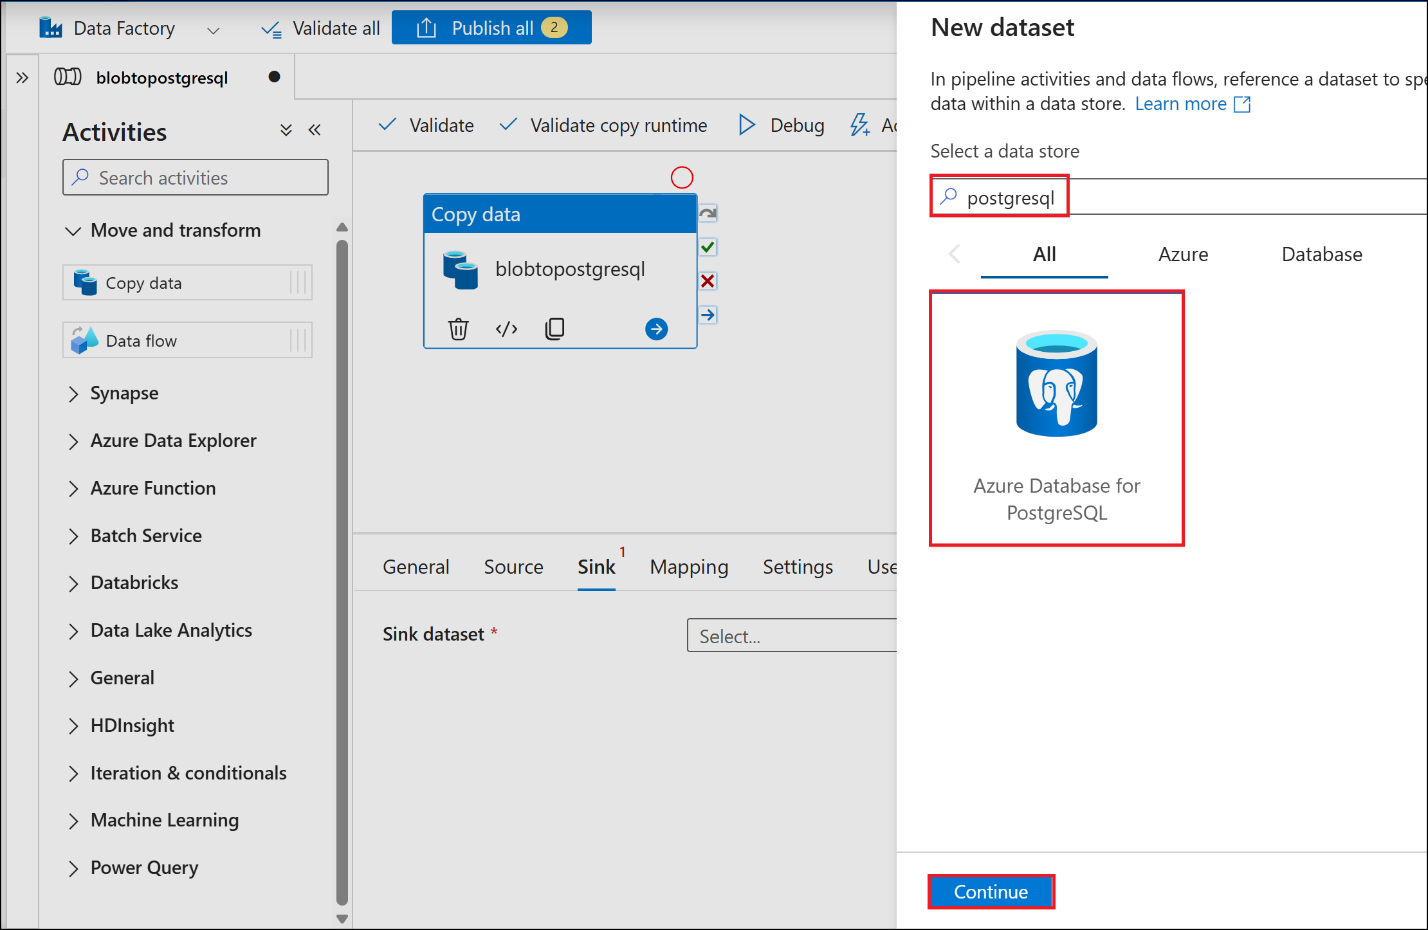 Data Factory
Validate all
Publish all 2
blobtopostgresql
Activities
Search activities
Move and transform
Copy data
Data flow
Synapse
Azure Data Explorer
Azure Function
Batch Service
Databricks
Data Lake Analytics
General
HDInsight
Iteration & conditionals
Machine Learning
Power Query
Validate
Validate copy runtime
Debug
Copy data
blobtopostgresql
General
Source
Sink 1
Mapping
Settings
Use
Sink dataset *
Select...
New dataset
In pipeline activities and data flows, reference a dataset to spe
data within a data store. Learn more
Select a data store
postgresql
All
Azure
Database
Azure Database for
PostgreSQL
Continue